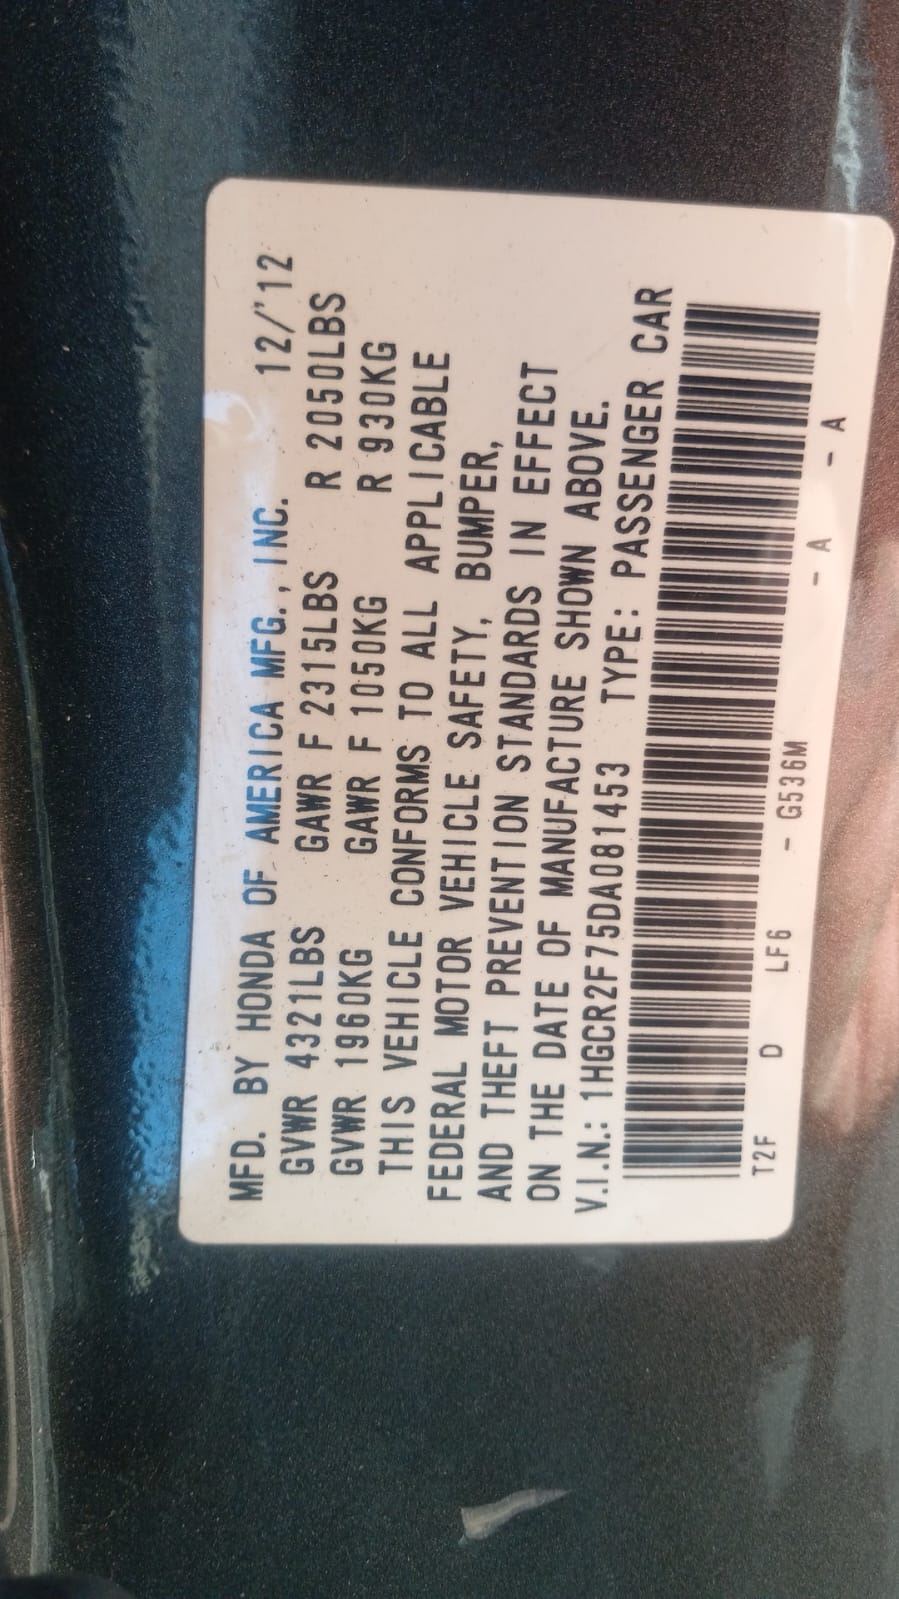 MFD. BY HONDA OF AMERICA MFG., INC. 12/'12
GVWR 4321LBS GAWR F 2315LBS R 2050LBS
GVWR 1960KG GAWR F 1050KG R 930KG
THIS VEHICLE CONFORMS TO ALL APPLICABLE
FEDERAL MOTOR VEHICLE SAFETY, BUMPER,
AND THEFT PREVENTION STANDARDS IN EFFECT
ON THE DATE OF MANUFACTURE SHOWN ABOVE.
V.I.N.: 1HGCR2F75DA081453 TYPE: PASSENGER CAR
T2F D LF6 - G536M - A - A